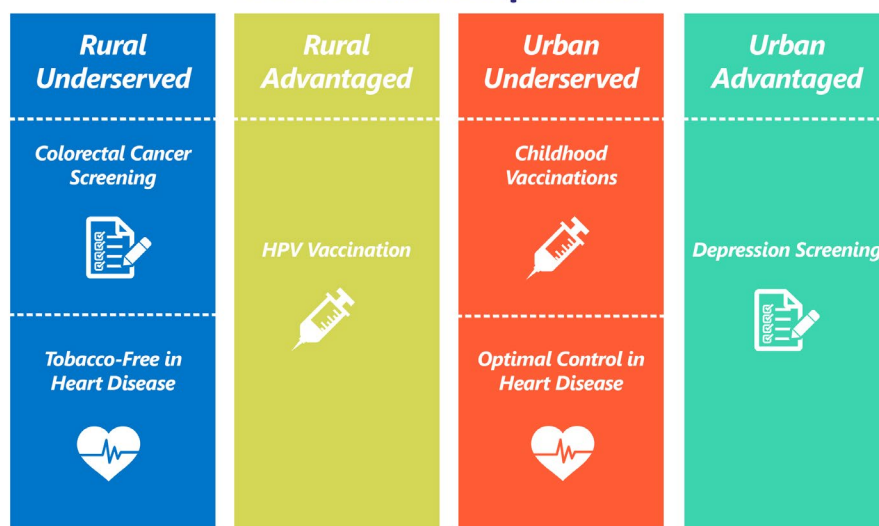 Rural
Underserved
Colorectal Cancer
Screening
Tobacco-Free in
Heart Disease
Rural
Advantaged
HPV Vaccination
Urban
Underserved
Childhood
Vaccinations
Optimal Control in
Heart Disease
Urban
Advantaged
Depression Screening